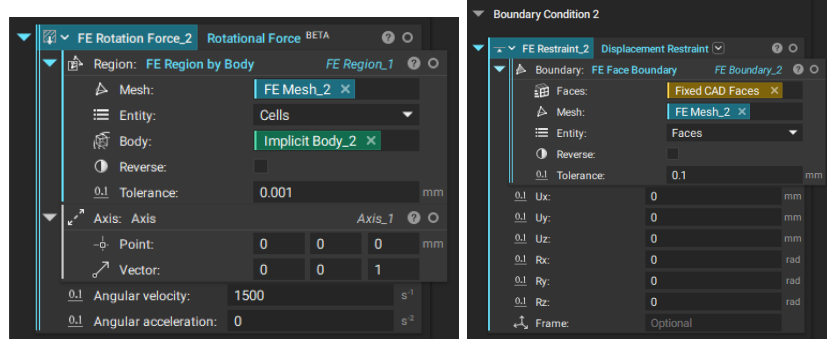 FE Rotation Force_2 Rotational Force BETA
Region: FE Region by Body FE Region_1
Mesh: FE Mesh_2 ×
Entity: Cells
Body: Implicit Body_2 ×
Reverse:
0.1 Tolerance: 0.001 mm
Axis: Axis Axis_1
Point: 0 0 0 mm
Vector: 0 0 1
0.1 Angular velocity: 1500 s⁻¹
0.1 Angular acceleration: 0 s⁻²
Boundary Condition 2
FE Restraint_2 Displacement Restraint
Boundary: FE Face Boundary FE Boundary_2
Faces: Fixed CAD Faces ×
Mesh: FE Mesh_2 ×
Entity: Faces
Reverse:
0.1 Tolerance: 0.1 mm
0.1 Ux: 0 mm
0.1 Uy: 0 mm
0.1 Uz: 0 mm
0.1 Rx: 0 rad
0.1 Ry: 0 rad
0.1 Rz: 0 rad
Frame: Optional